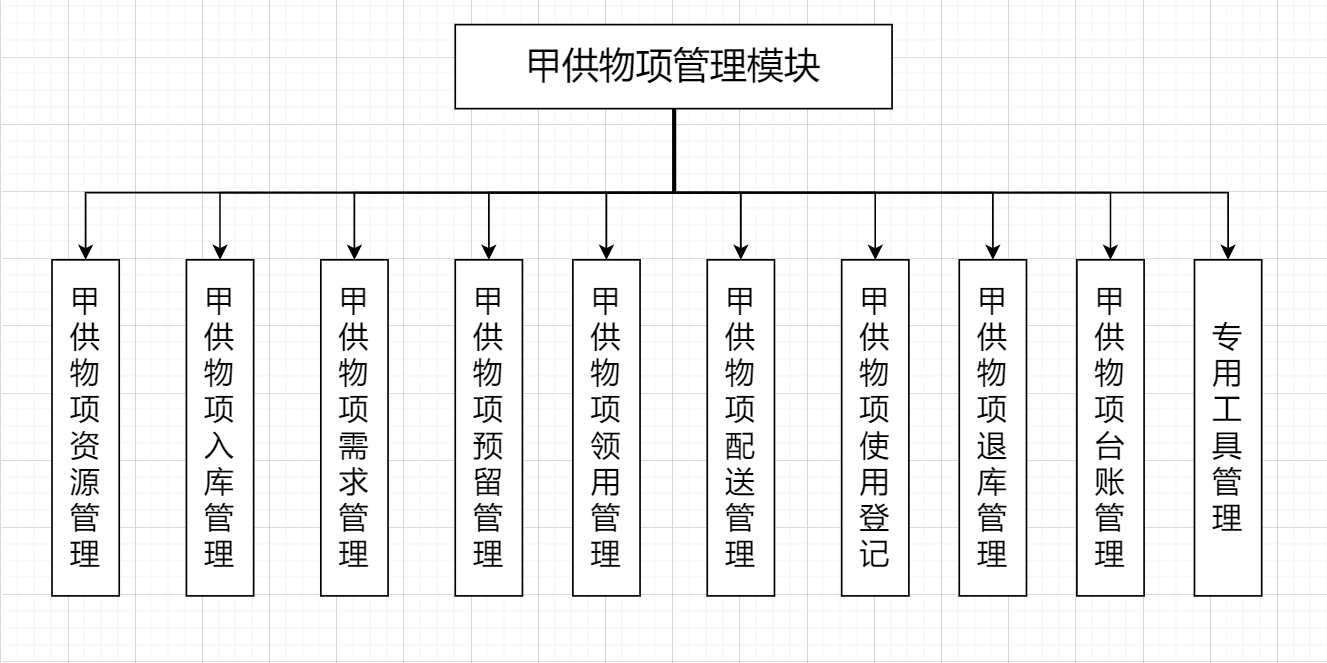 甲供物项管理模块
甲供物项资源管理
甲供物项入库管理
甲供物项需求管理
甲供物项预留管理
甲供物项领用管理
甲供物项配送管理
甲供物项使用登记
甲供物项退库管理
甲供物项台账管理
专用工具管理